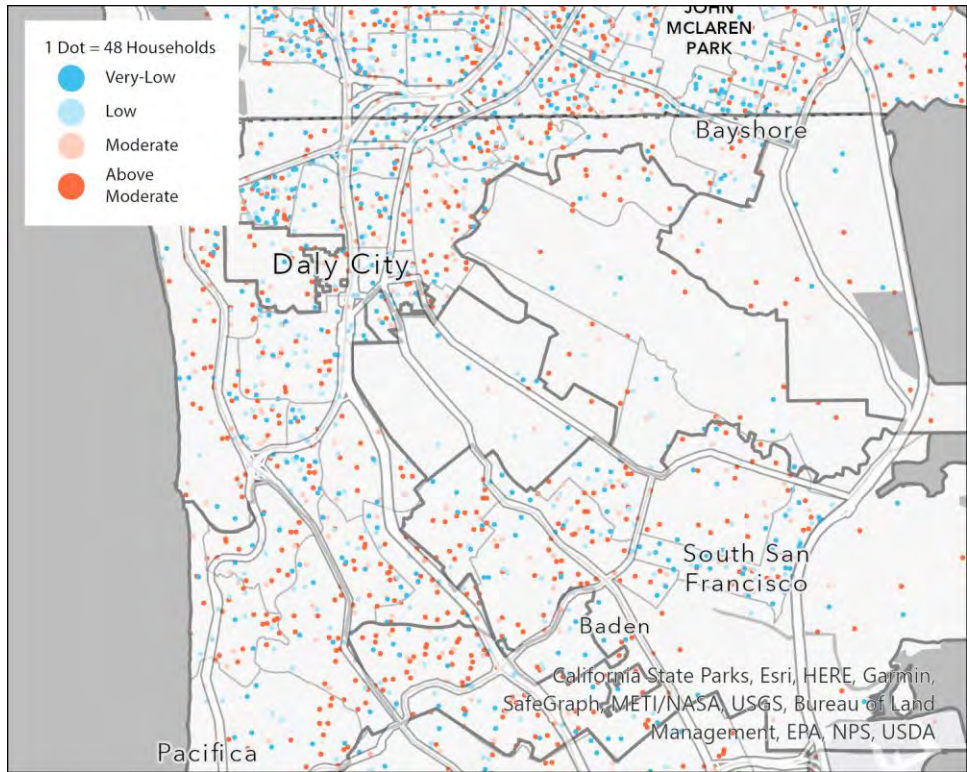 JOHN
MCLAREN
PARK
1 Dot = 48 Households
Very-Low
Low
Moderate
Above
Moderate
Bayshore
Daly City
South San
Francisco
Baden
California State Parks, Esri, HERE, Garmin,
SafeGraph, METI/NASA, USGS, Bureau of Land
Management, EPA, NPS, USDA
Pacifica